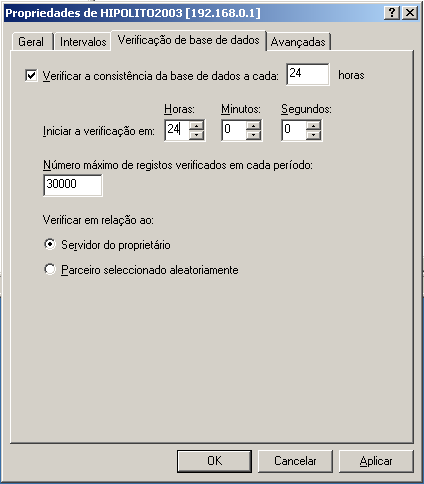 Propriedades de HIPOLITO2003 [192.168.0.1]
Geral Intervalos Verificação de base de dados Avançadas
Verificar a consistência da base de dados a cada: 24 horas
Horas: Minutos: Segundos:
Iniciar a verificação em: 24 0 0
Número máximo de registos verificados em cada período:
30000
Verificar em relação ao:
Servidor do proprietário
Parceiro seleccionado aleatoriamente
OK Cancelar Aplicar